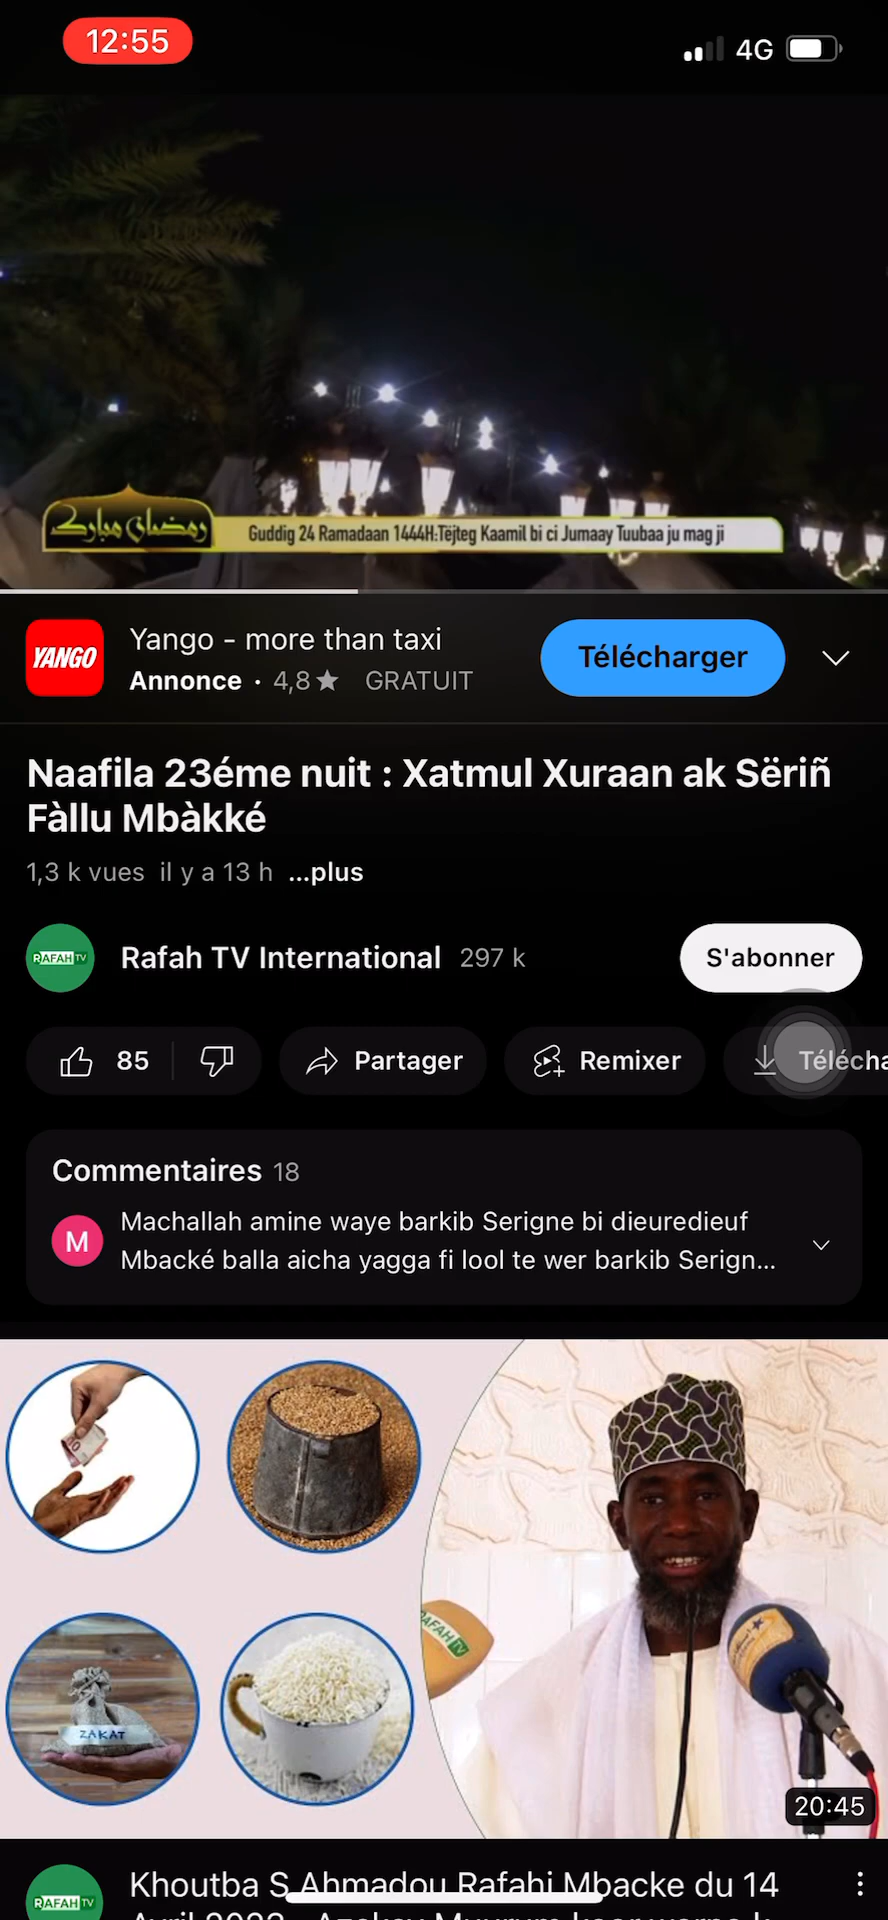 12:55
4G
رمضان مبارك
Guddig 24 Ramadaan 1444H:Tëjteg Kaamil bi ci Jumaay Tuubaa ju mag ji
YANGO
Yango - more than taxi
Annonce · 4,8★ GRATUIT
Télécharger
Naafila 23éme nuit : Xatmul Xuraan ak Sëriñ
Fàllu Mbàkké
1,3 k vues il y a 13 h ...plus
RAFAH TV
Rafah TV International 297 k
S'abonner
85
Partager
Remixer
Télécha
Commentaires 18
M
Machallah amine waye barkib Serigne bi dieuredieuf
Mbacké balla aicha yagga fi lool te wer barkib Serign...
10
ZAKAT
RAFAH TV
20:45
RAFAH TV
Khoutba S Ahmadou Rafahi Mbacke du 14